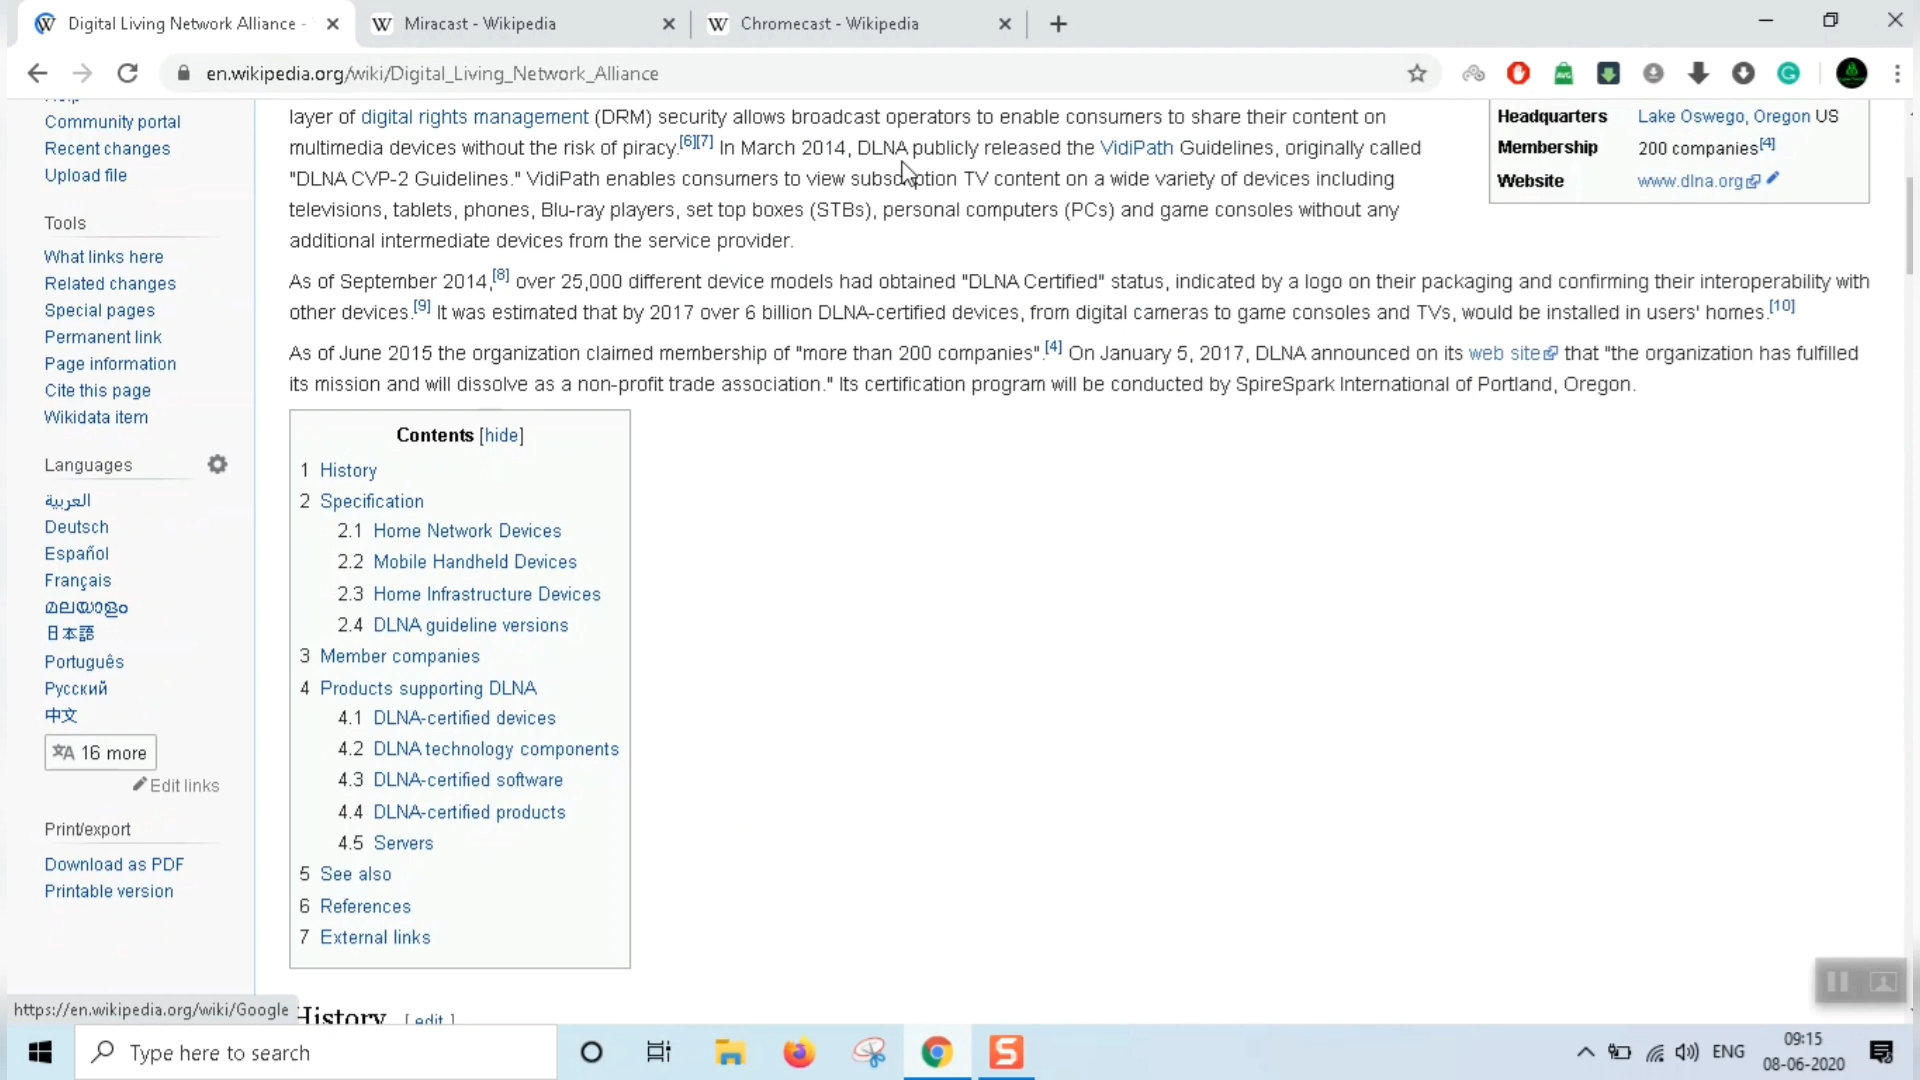 Digital Living Network Alliance -
Miracast - Wikipedia
Chromecast - Wikipedia
en.wikipedia.org/wiki/Digital_Living_Network_Alliance
Community portal
Recent changes
Upload file
Tools
What links here
Related changes
Special pages
Permanent link
Page information
Cite this page
Wikidata item
Languages
العربية
Deutsch
Español
Français
മലയാളം
日本語
Português
Русский
中文
16 more
Edit links
Print/export
Download as PDF
Printable version
layer of digital rights management (DRM) security allows broadcast operators to enable consumers to share their content on
multimedia devices without the risk of piracy.[6][7] In March 2014, DLNA publicly released the VidiPath Guidelines, originally called
"DLNA CVP-2 Guidelines." VidiPath enables consumers to view subscription TV content on a wide variety of devices including
televisions, tablets, phones, Blu-ray players, set top boxes (STBs), personal computers (PCs) and game consoles without any
additional intermediate devices from the service provider.
Headquarters Lake Oswego, Oregon US
Membership 200 companies[4]
Website www.dlna.org
As of September 2014,[8] over 25,000 different device models had obtained "DLNA Certified" status, indicated by a logo on their packaging and confirming their interoperability with
other devices.[9] It was estimated that by 2017 over 6 billion DLNA-certified devices, from digital cameras to game consoles and TVs, would be installed in users' homes.[10]
As of June 2015 the organization claimed membership of "more than 200 companies".[4] On January 5, 2017, DLNA announced on its web site that "the organization has fulfilled
its mission and will dissolve as a non-profit trade association." Its certification program will be conducted by SpireSpark International of Portland, Oregon.
Contents [hide]
1 History
2 Specification
2.1 Home Network Devices
2.2 Mobile Handheld Devices
2.3 Home Infrastructure Devices
2.4 DLNA guideline versions
3 Member companies
4 Products supporting DLNA
4.1 DLNA-certified devices
4.2 DLNA technology components
4.3 DLNA-certified software
4.4 DLNA-certified products
4.5 Servers
5 See also
6 References
7 External links
History [ edit ]
https://en.wikipedia.org/wiki/Google
Type here to search
ENG
09:15
08-06-2020